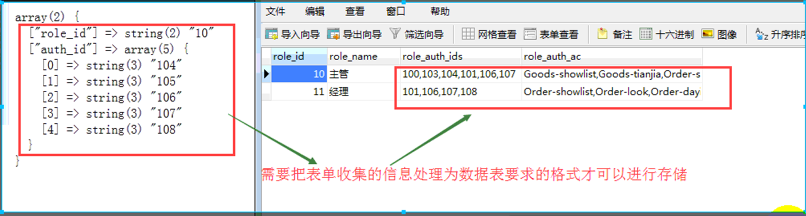 array(2) {
["role_id"] => string(2) "10"
["auth_id"] => array(5) {
[0] => string(3) "104"
[1] => string(3) "105"
[2] => string(3) "106"
[3] => string(3) "107"
[4] => string(3) "108"
}
}
文件 编辑 查看 窗口 帮助
导入向导 导出向导 筛选向导 网格查看 表单查看 备注 十六进制 图像 升序排序
role_id role_name role_auth_ids role_auth_ac
10 主管 100,103,104,101,106,107 Goods-showlist,Goods-tianjia,Order-s
11 经理 101,106,107,108 Order-showlist,Order-look,Order-day
需要把表单收集的信息处理为数据表要求的格式才可以进行存储